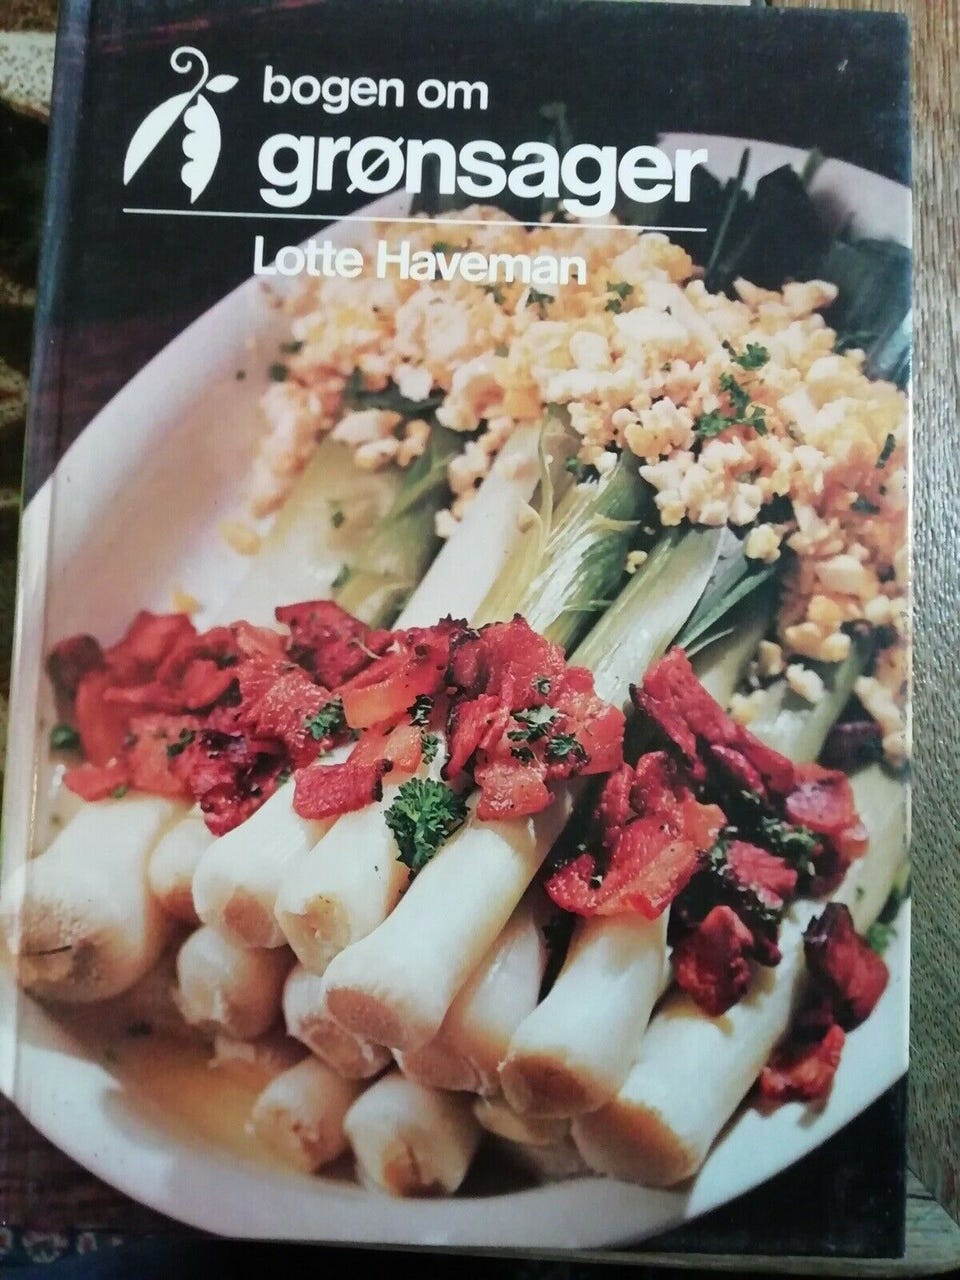 bogen om
grønsager
Lotte Haveman